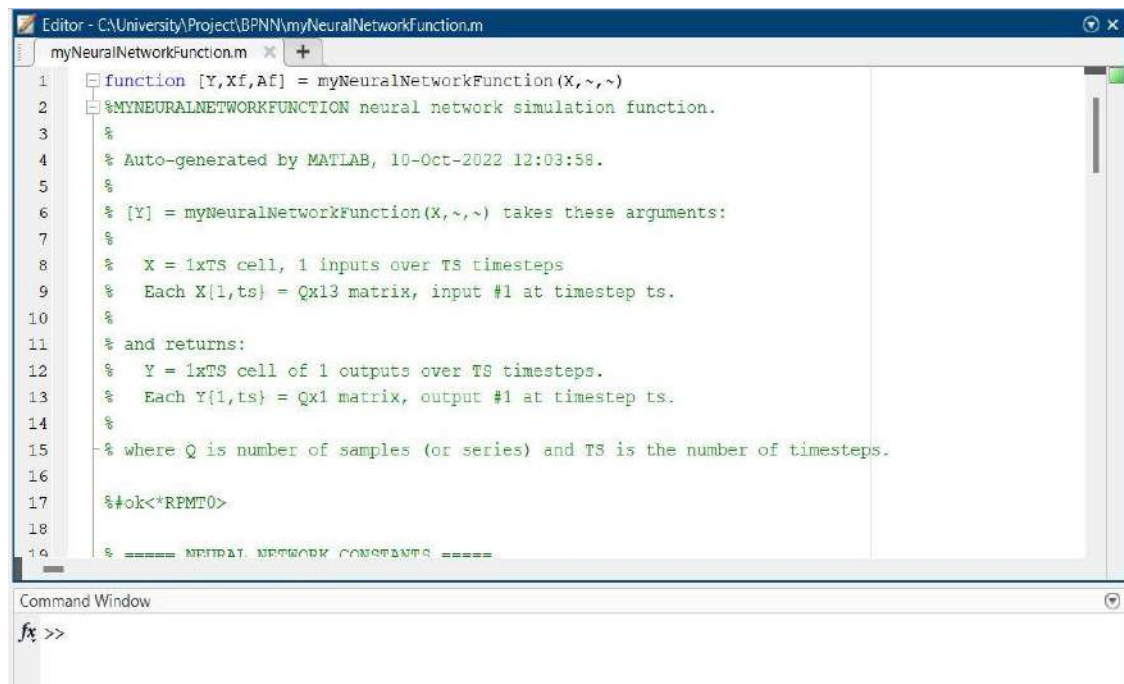 Editor - C:\University\Project\BPNN\myNeuralNetworkFunction.m
myNeuralNetworkFunction.m
1 function [Y,Xf,Af] = myNeuralNetworkFunction(X,~,~)
2 %MYNEURALNETWORKFUNCTION neural network simulation function.
3 %
4 % Auto-generated by MATLAB, 10-Oct-2022 12:03:58.
5 %
6 % [Y] = myNeuralNetworkFunction(X,~,~) takes these arguments:
7 %
8 % X = 1xTS cell, 1 inputs over TS timesteps
9 % Each X{1,ts} = Qx13 matrix, input #1 at timestep ts.
10 %
11 % and returns:
12 % Y = 1xTS cell of 1 outputs over TS timesteps.
13 % Each Y{1,ts} = Qx1 matrix, output #1 at timestep ts.
14 %
15 % where Q is number of samples (or series) and TS is the number of timesteps.
16
17 %#ok<*RPMT0>
18
19 % ===== NEURAL NETWORK CONSTANTS =====
Command Window
fx >>